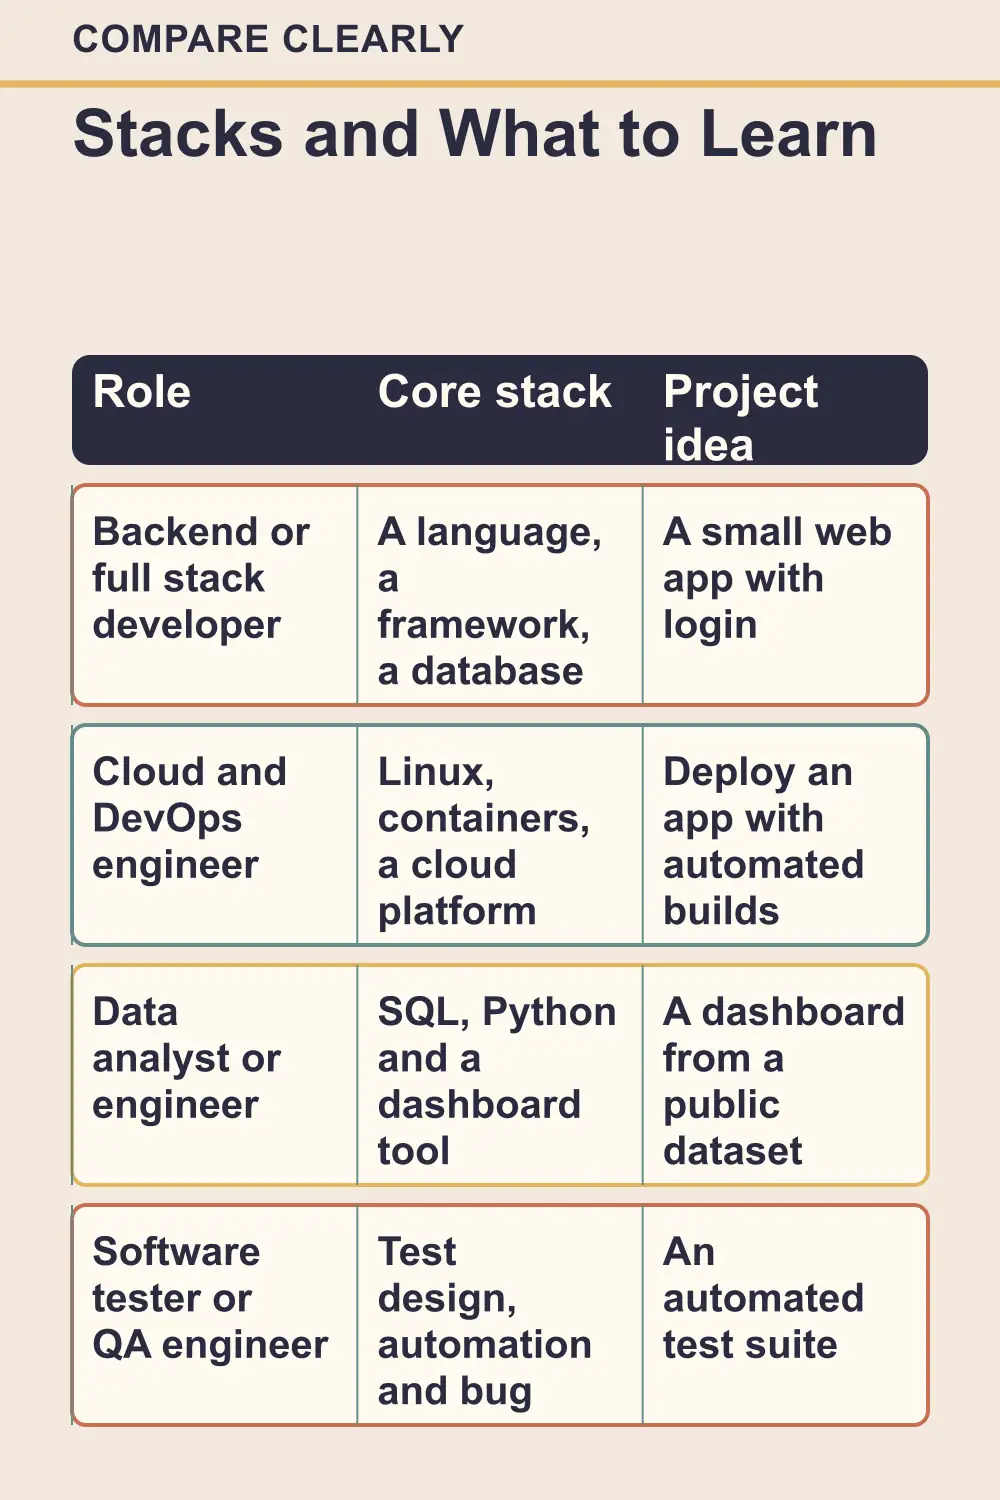 COMPARE CLEARLY
Stacks and What to Learn
Role
Core stack
Project
idea
Backend or
full stack
developer
A language,
a
framework,
a database
A small web
app with
login
Cloud and
DevOps
engineer
Linux,
containers,
a cloud
platform
Deploy an
app with
automated
builds
Data
analyst or
engineer
SQL, Python
and a
dashboard
tool
A dashboard
from a
public
dataset
Software
tester or
QA engineer
Test
design,
automation
and bug
An
automated
test suite